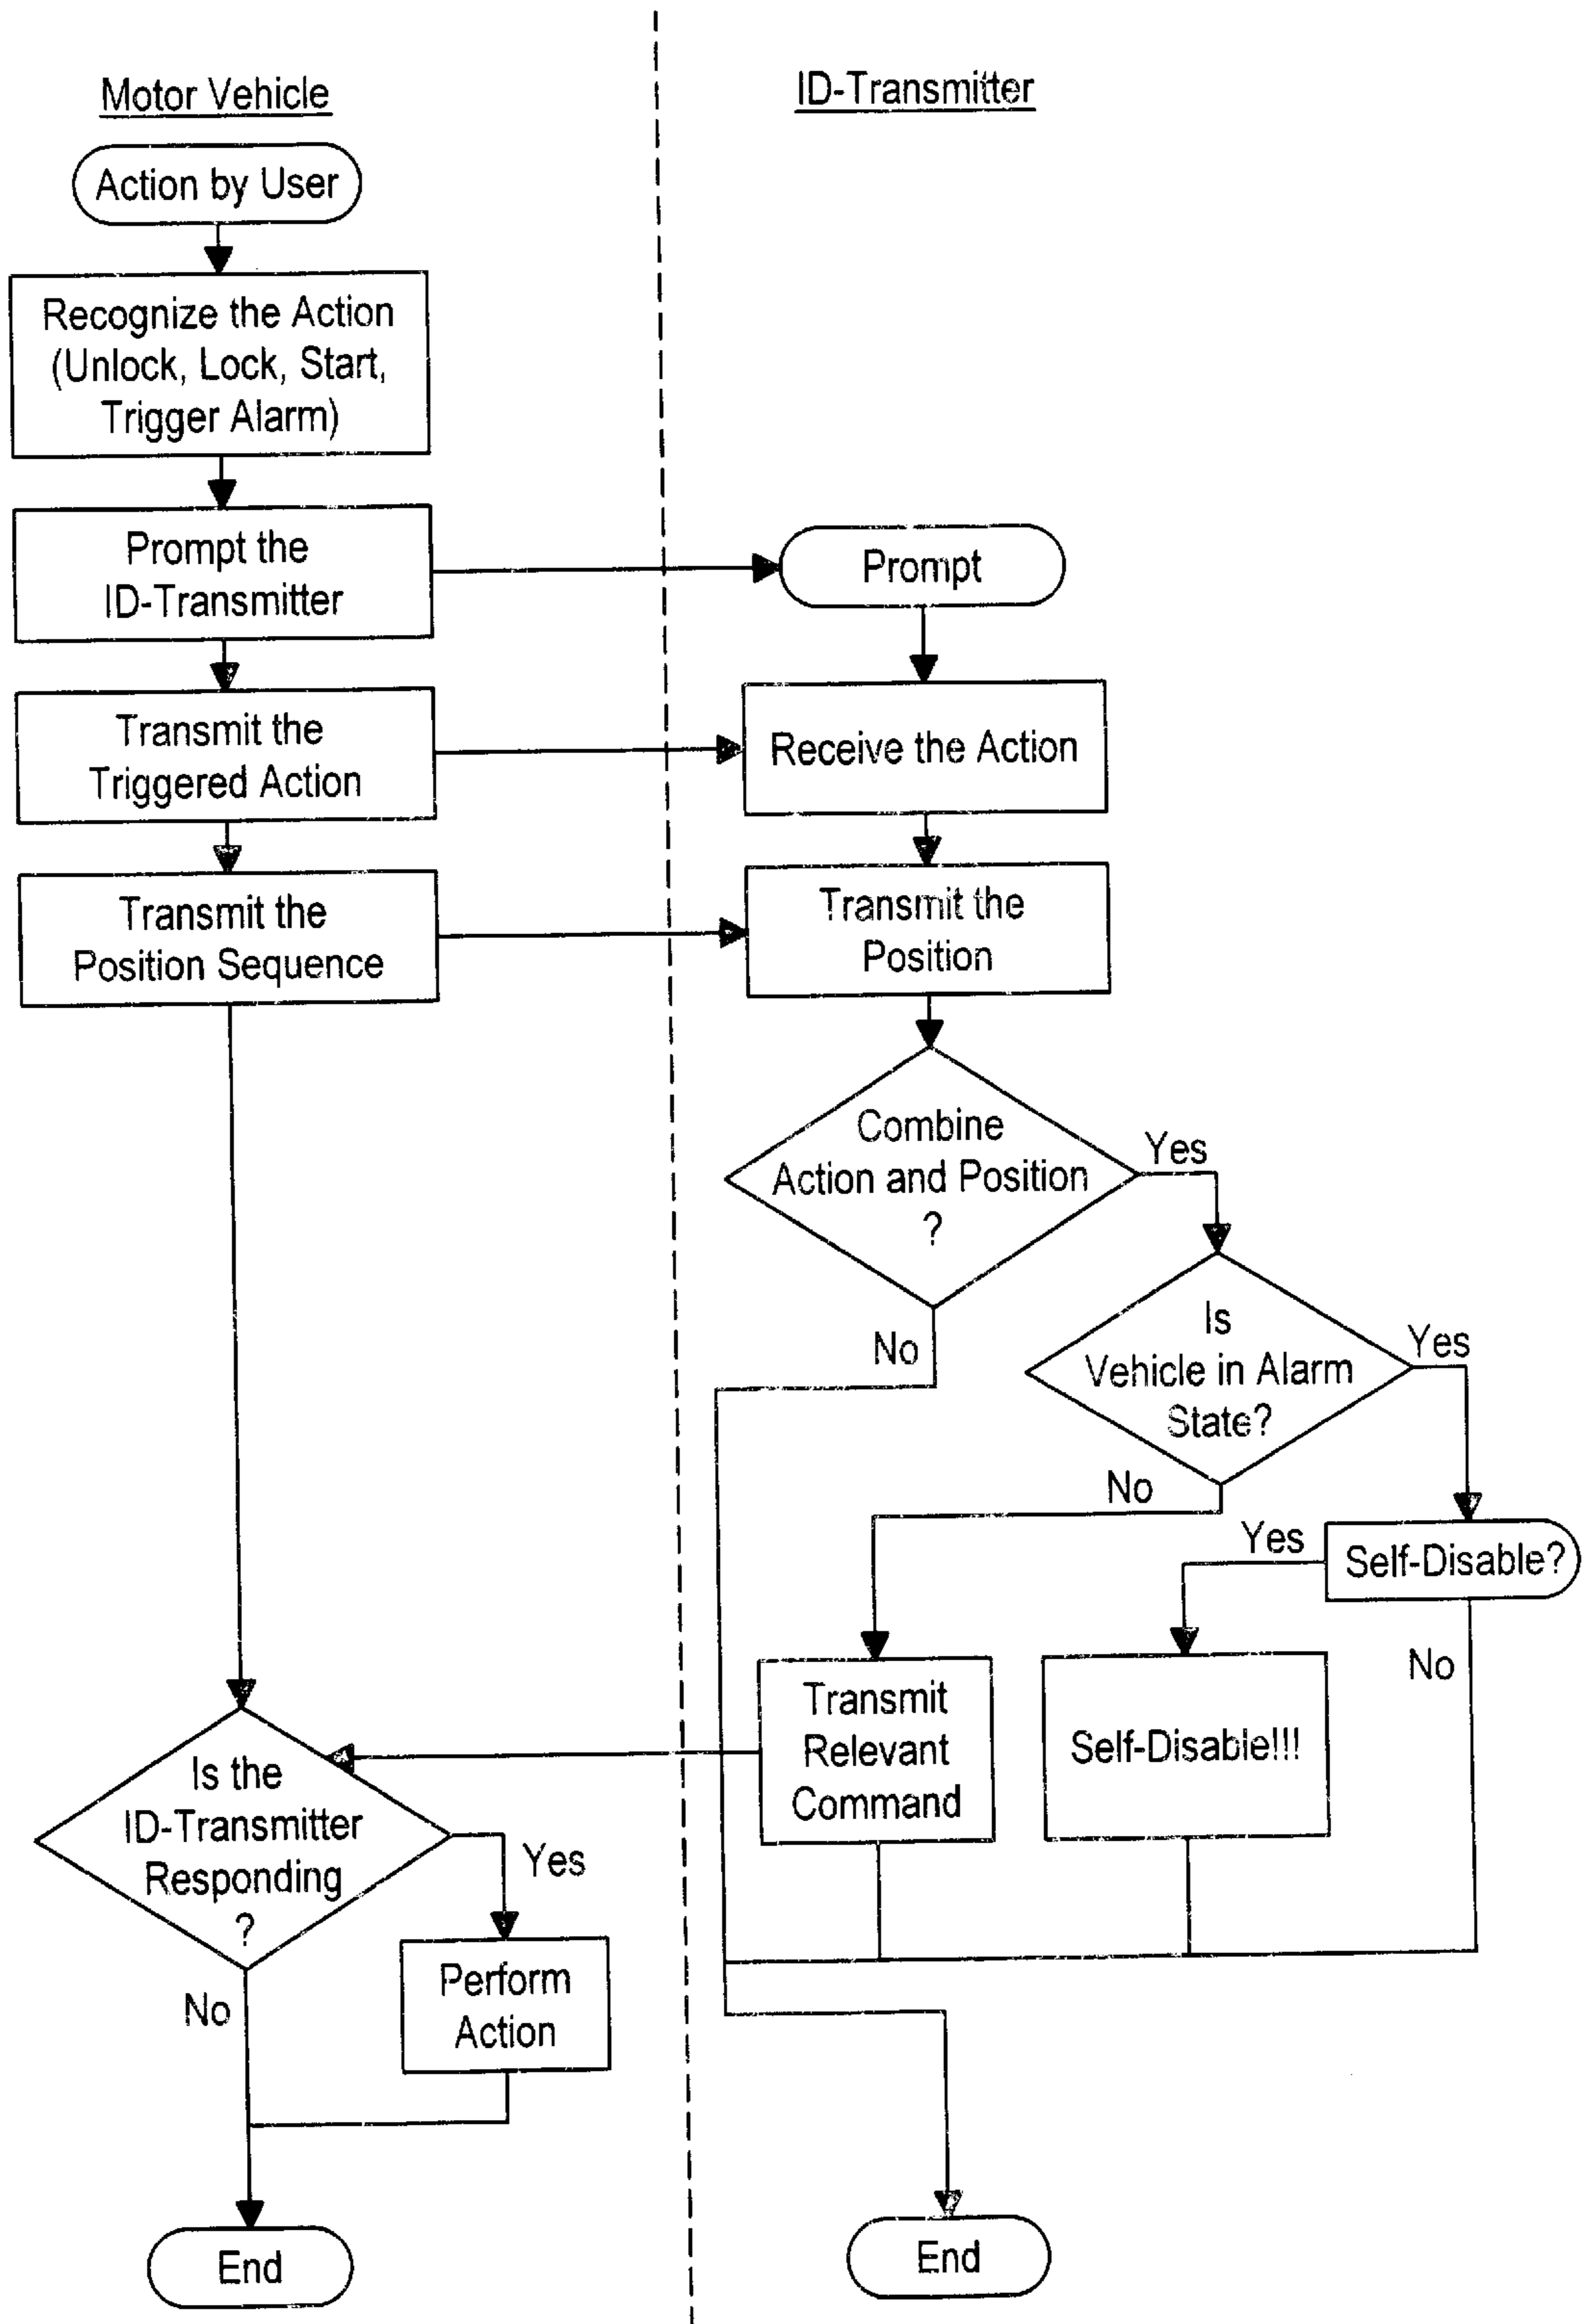 Motor Vehicle
ID-Transmitter
Action by User
Recognize the Action
(Unlock, Lock, Start,
Trigger Alarm)
Prompt the
ID-Transmitter
Prompt
Transmit the
Triggered Action
Receive the Action
Transmit the
Position Sequence
Transmit the
Position
Combine
Action and Position
?
Yes
No
Is
Vehicle in Alarm
State?
Yes
No
Self-Disable?
Yes
No
Transmit
Relevant
Command
Self-Disable!!!
Is the
ID-Transmitter
Responding
?
Yes
No
Perform
Action
End
End